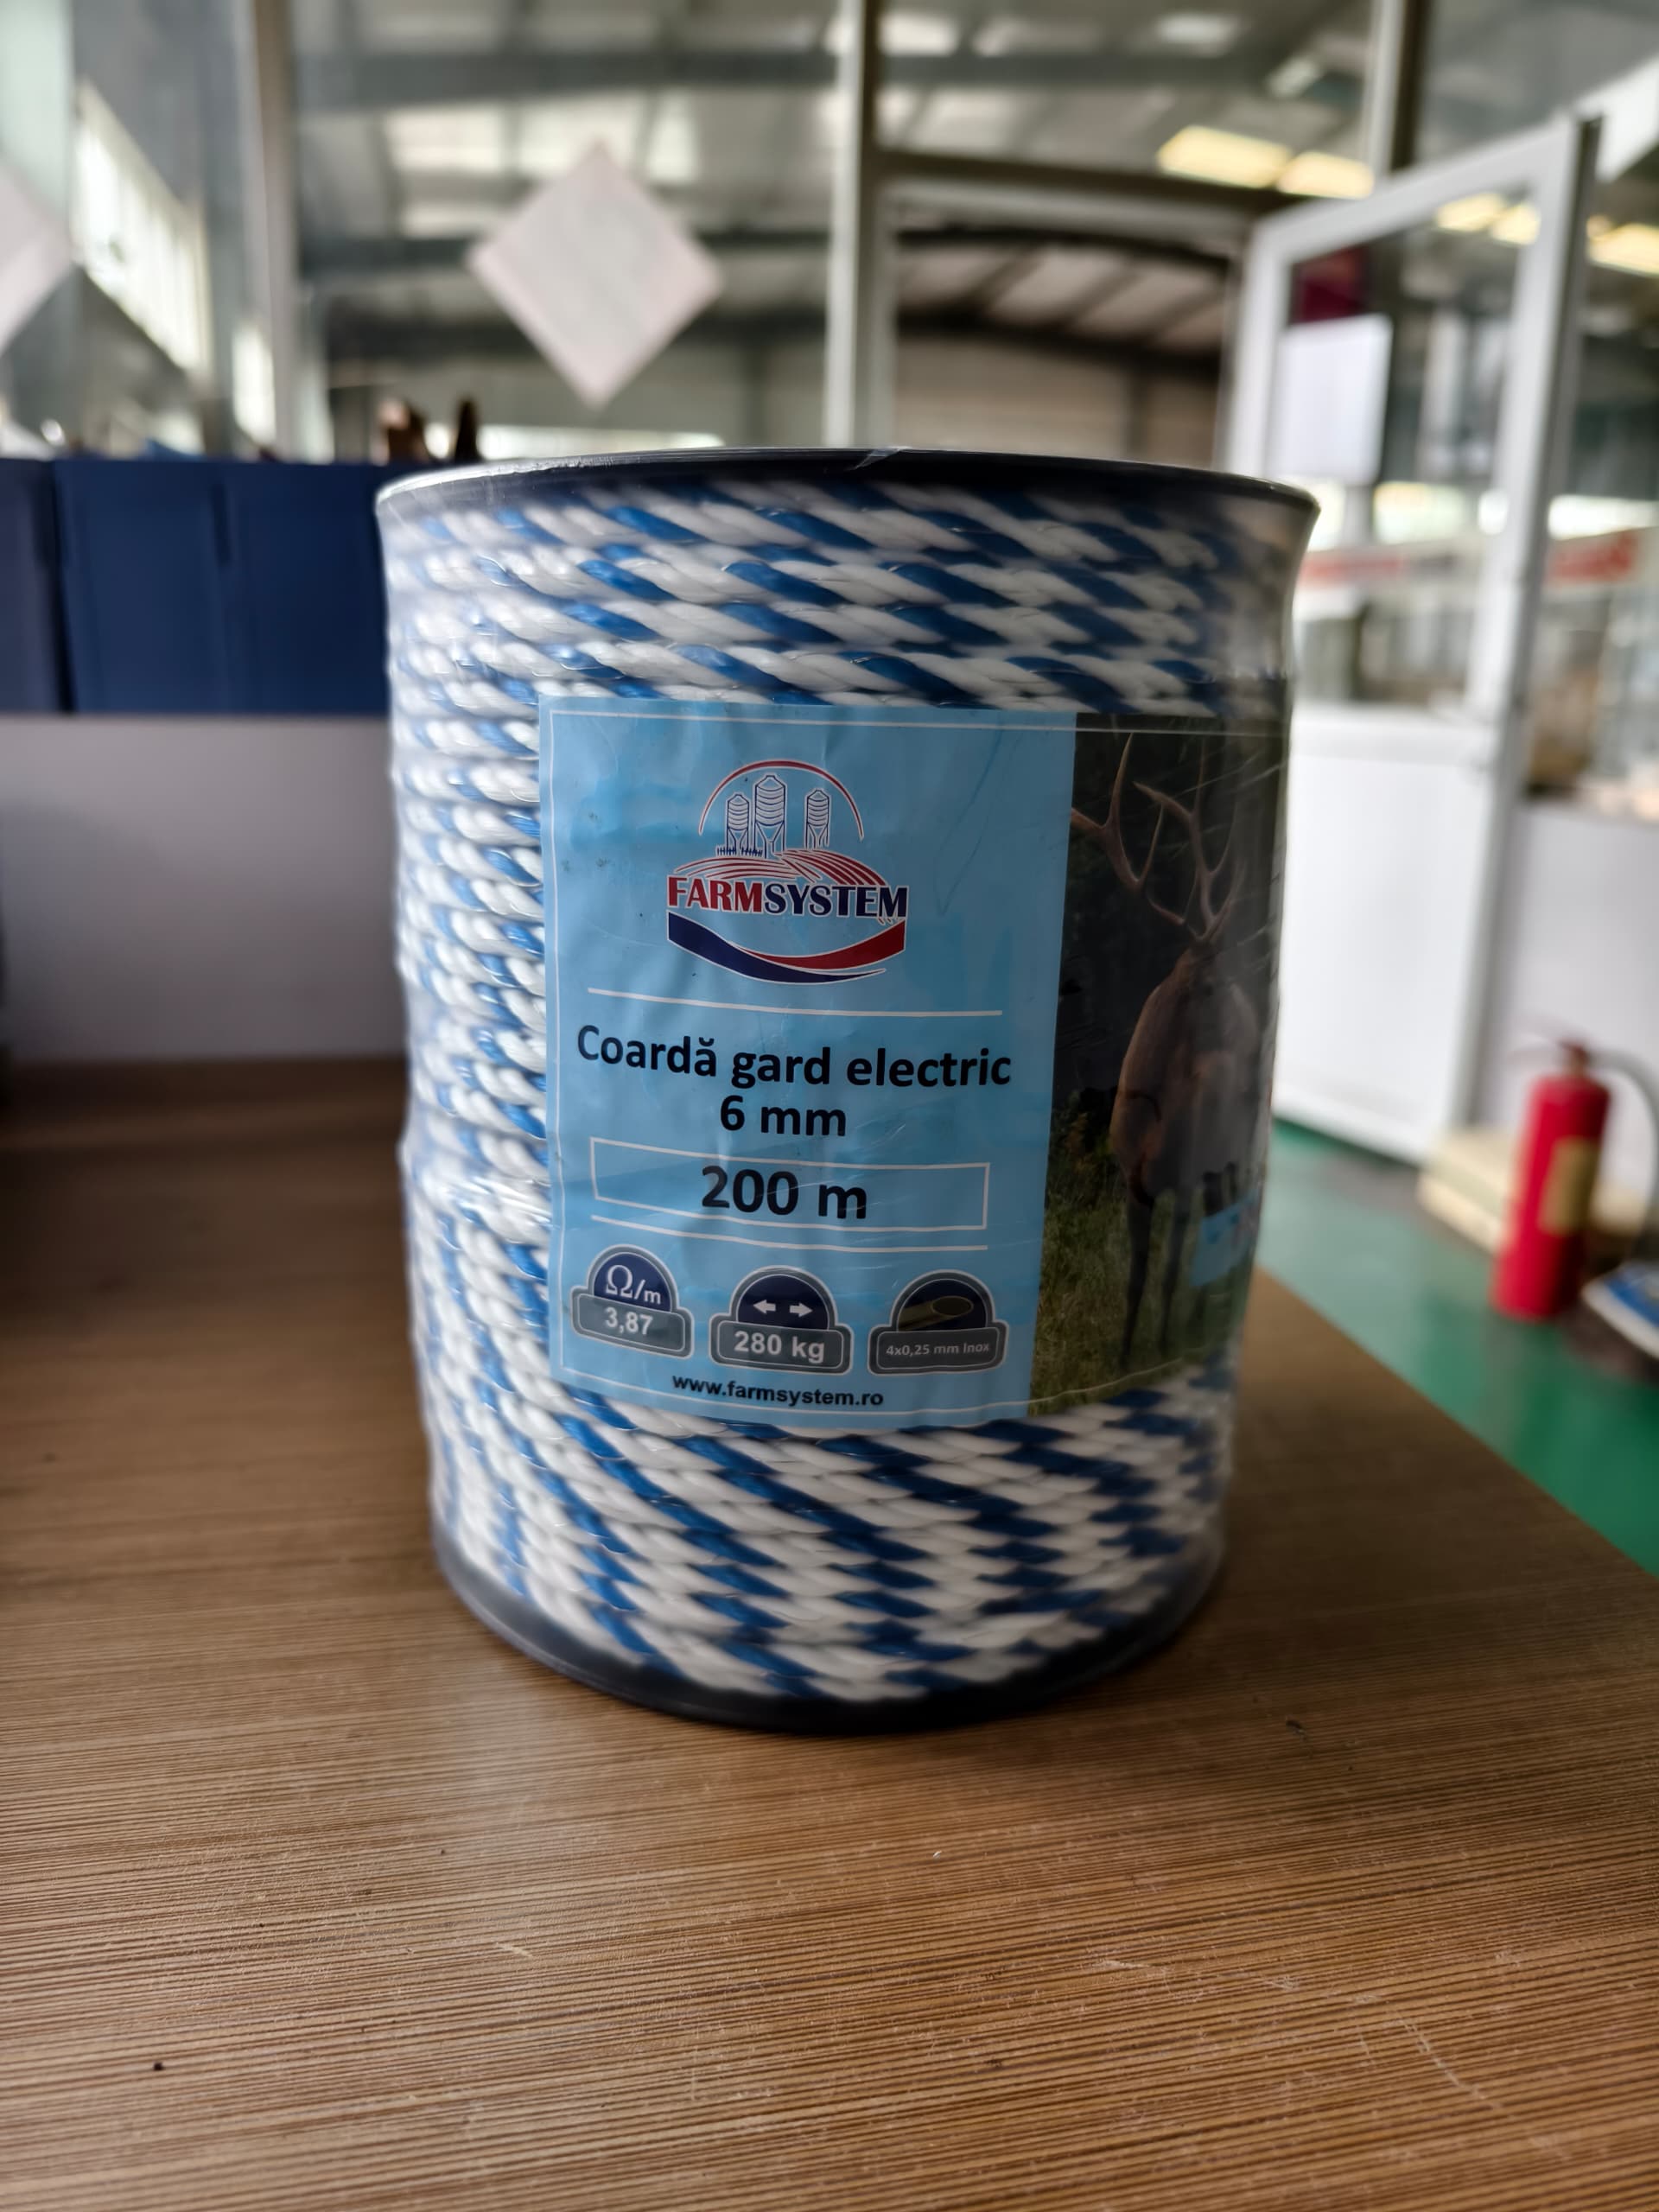 FARMSYSTEM
Coardă gard electric
6 mm
200 m
Ω/m
3,87
280 kg
4x0,25 mm Inox
www.farmsystem.ro